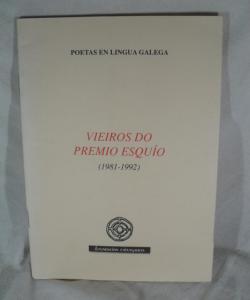 POETAS EN LINGUA GALEGA
VIEIROS DO
PREMIO ESQUÍO
(1981-1992)